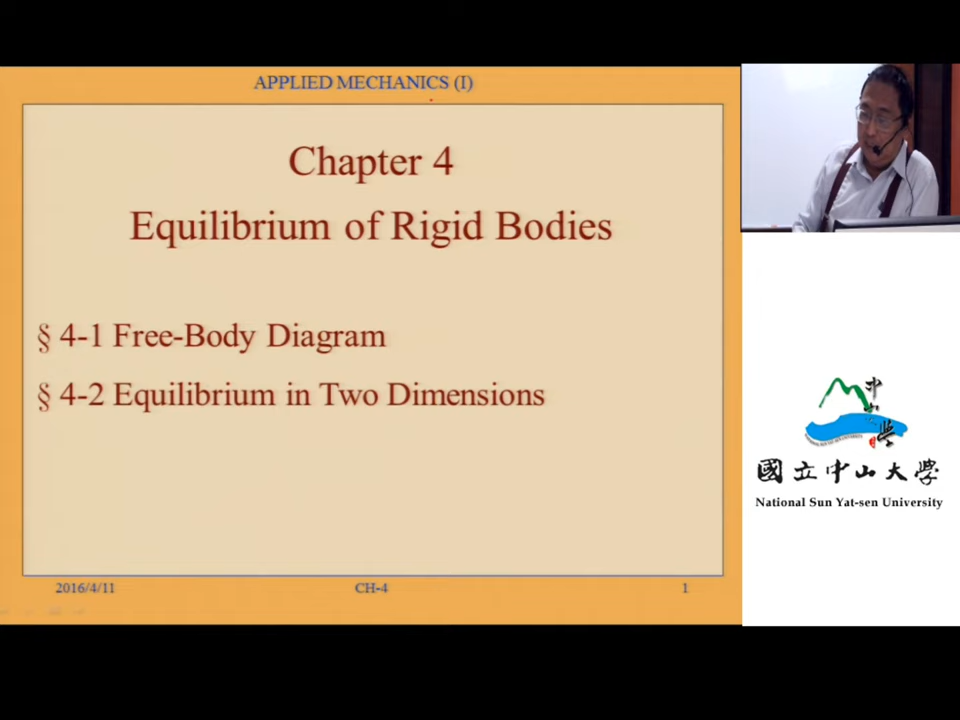 APPLIED MECHANICS (I)
Chapter 4
Equilibrium of Rigid Bodies
§ 4-1 Free-Body Diagram
§ 4-2 Equilibrium in Two Dimensions
2016/4/11
CH-4
1
國立中山大學
National Sun Yat-sen University